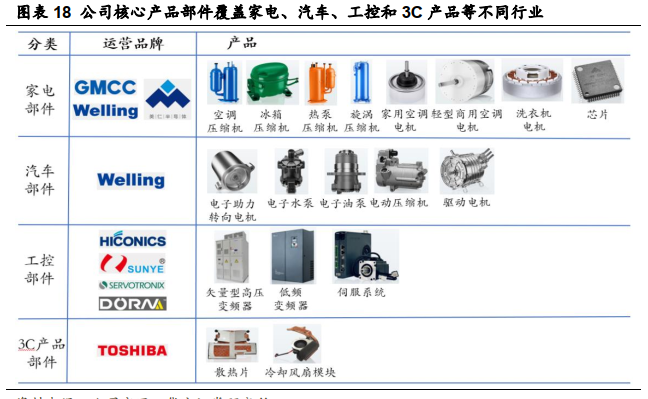 图表 18 公司核心产品部件覆盖家电、汽车、工控和 3C 产品等不同行业
分类 运营品牌 产品
家电
部件
GMCC
Welling
空调
压缩机
冰箱
压缩机
热泵
压缩机
旋涡
压缩机
家用空调
电机
轻型商用空调
电机
洗衣机
电机
芯片
汽车
部件
Welling
电子助力
转向电机
电子水泵
电子油泵
电动压缩机
驱动电机
工控
部件
HICONICS
SUNYE
SERVOTRONIX
DORNA
矢量型高压
变频器
低频
变频器
伺服系统
3C产品
部件
TOSHIBA
散热片
冷却风扇模块